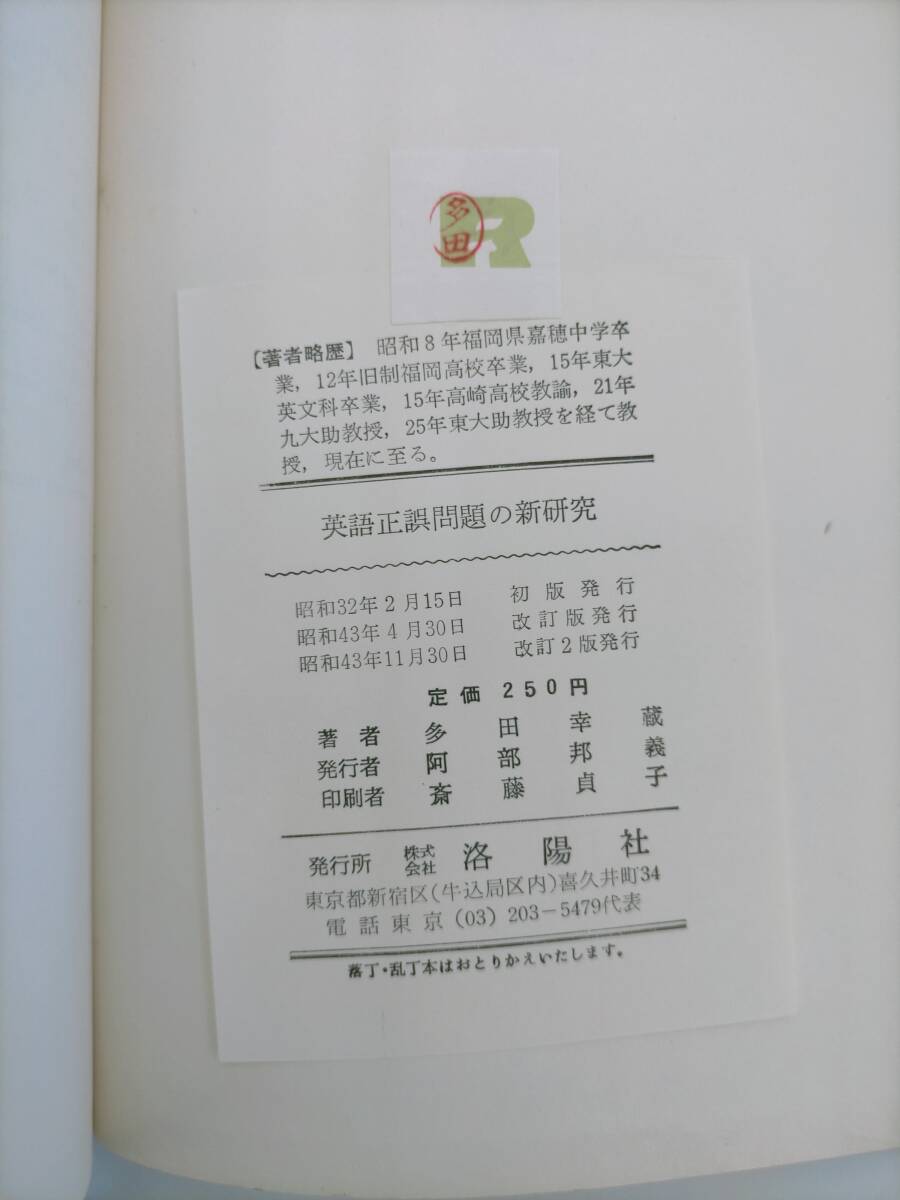 多田
R
【著者略歴】 昭和8年福岡県嘉穂中学卒
業，12年旧制福岡高校卒業，15年東大
英文科卒業，15年高崎高校教諭，21年
九大助教授，25年東大助教授を経て教
授，現在に至る。
英語正誤問題の新研究
昭和32年2月15日 初版発行
昭和43年4月30日 改訂版発行
昭和43年11月30日 改訂2版発行
定価 250円
著者 多田幸蔵
発行者 阿部邦義
印刷者 斎藤貞子
発行所 株式会社 洛陽社
東京都新宿区(牛込局区内)喜久井町34
電話東京(03)203-5479代表
落丁・乱丁本はおとりかえいたします。